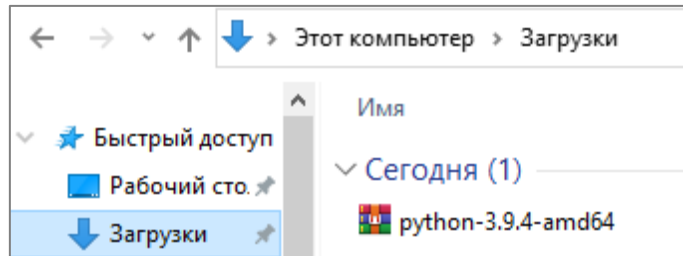 Этот компьютер › Загрузки
Имя
Быстрый доступ
Сегодня (1)
Рабочий сто.
python-3.9.4-amd64
Загрузки